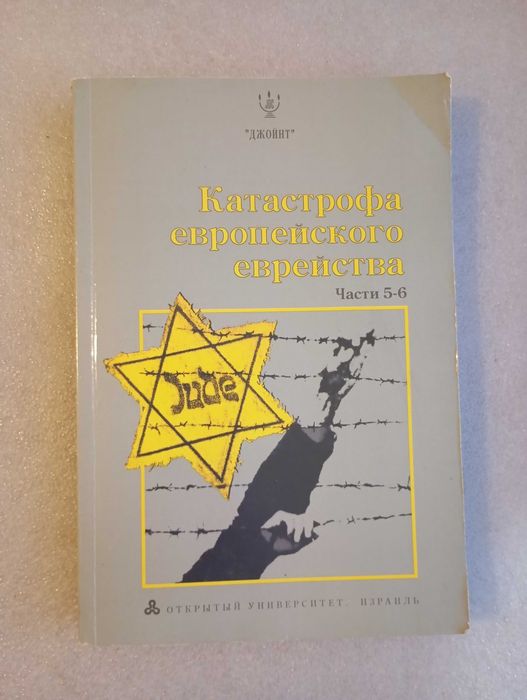 "ДЖОЙНТ"
Катастрофа
европейского
еврейства
Части 5-6
Jude
ОТКРЫТЫЙ УНИВЕРСИТЕТ. ИЗРАИЛЬ